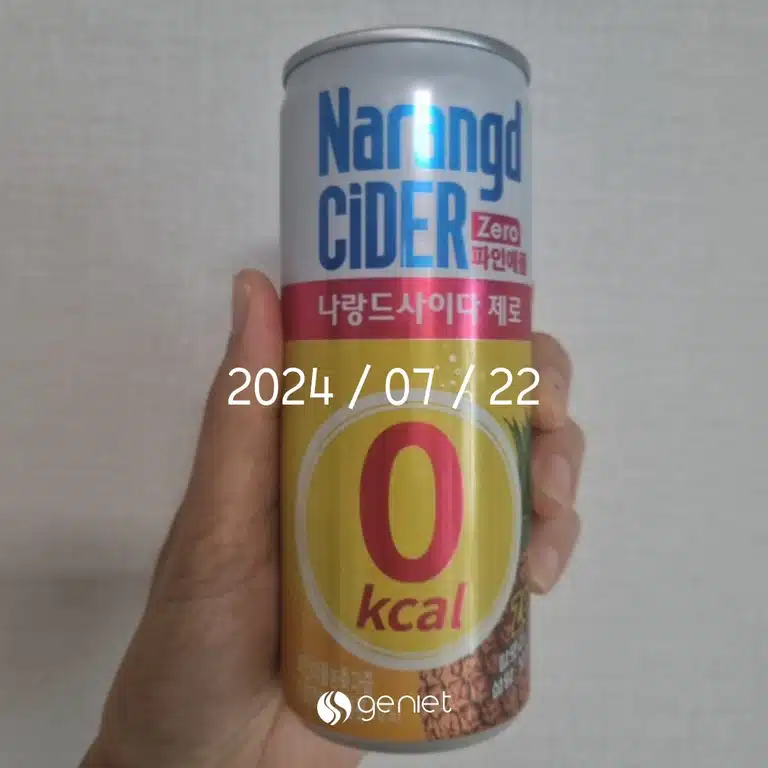 Narangd
CiDER
Zero
파인애플
나랑드사이다 제로
2024 / 07 / 22
0
kcal
geniet